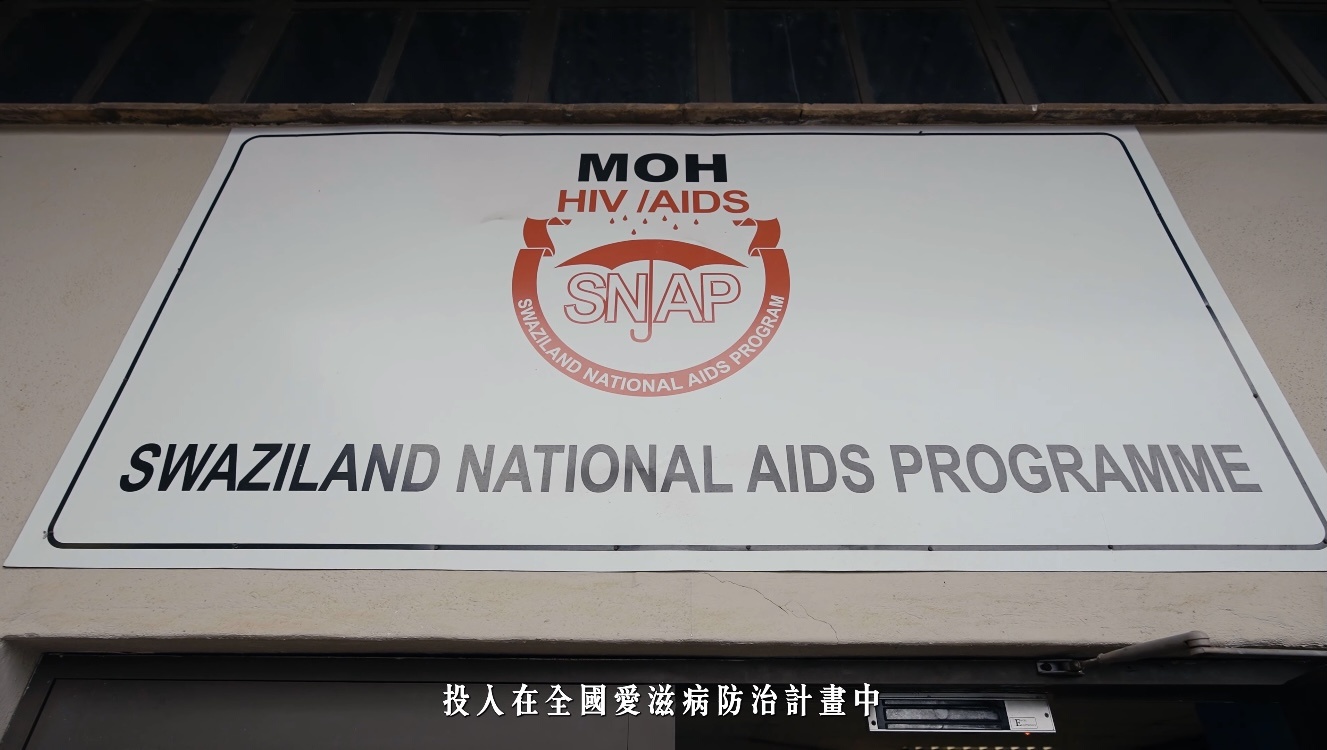 MOH
HIV /AIDS
SNAP
SWAZILAND NATIONAL AIDS PROGRAM
SWAZILAND NATIONAL AIDS PROGRAMME
投入在全國愛滋病防治計畫中